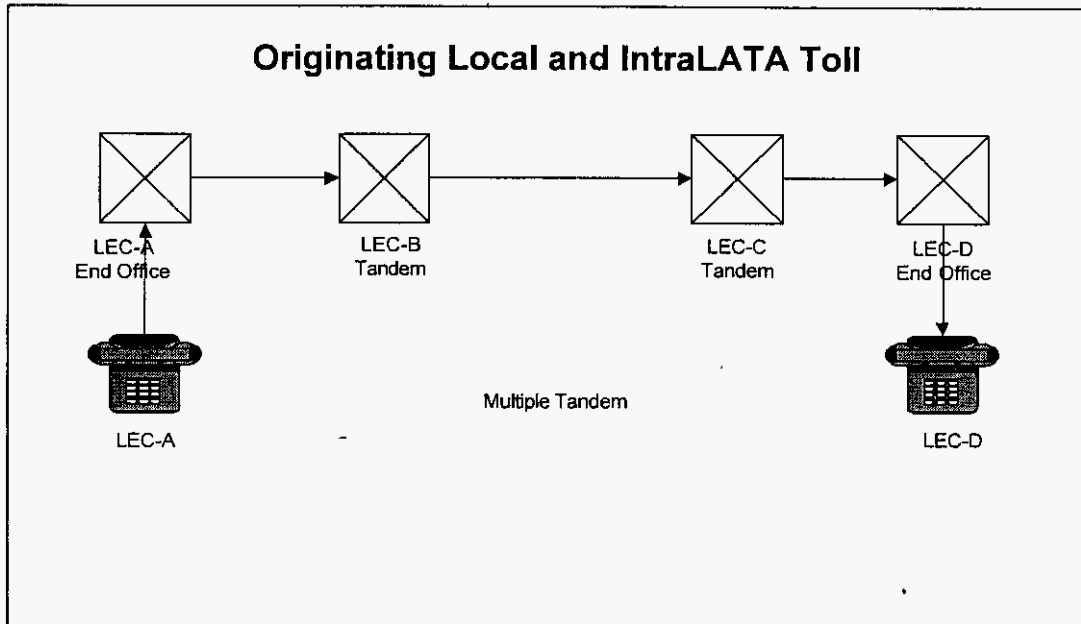 Originating Local and IntraLATA Toll
LEC-A
End Office
LEC-B
Tandem
LEC-C
Tandem
LEC-D
End Office
Multiple Tandem
LEC-A
LEC-D